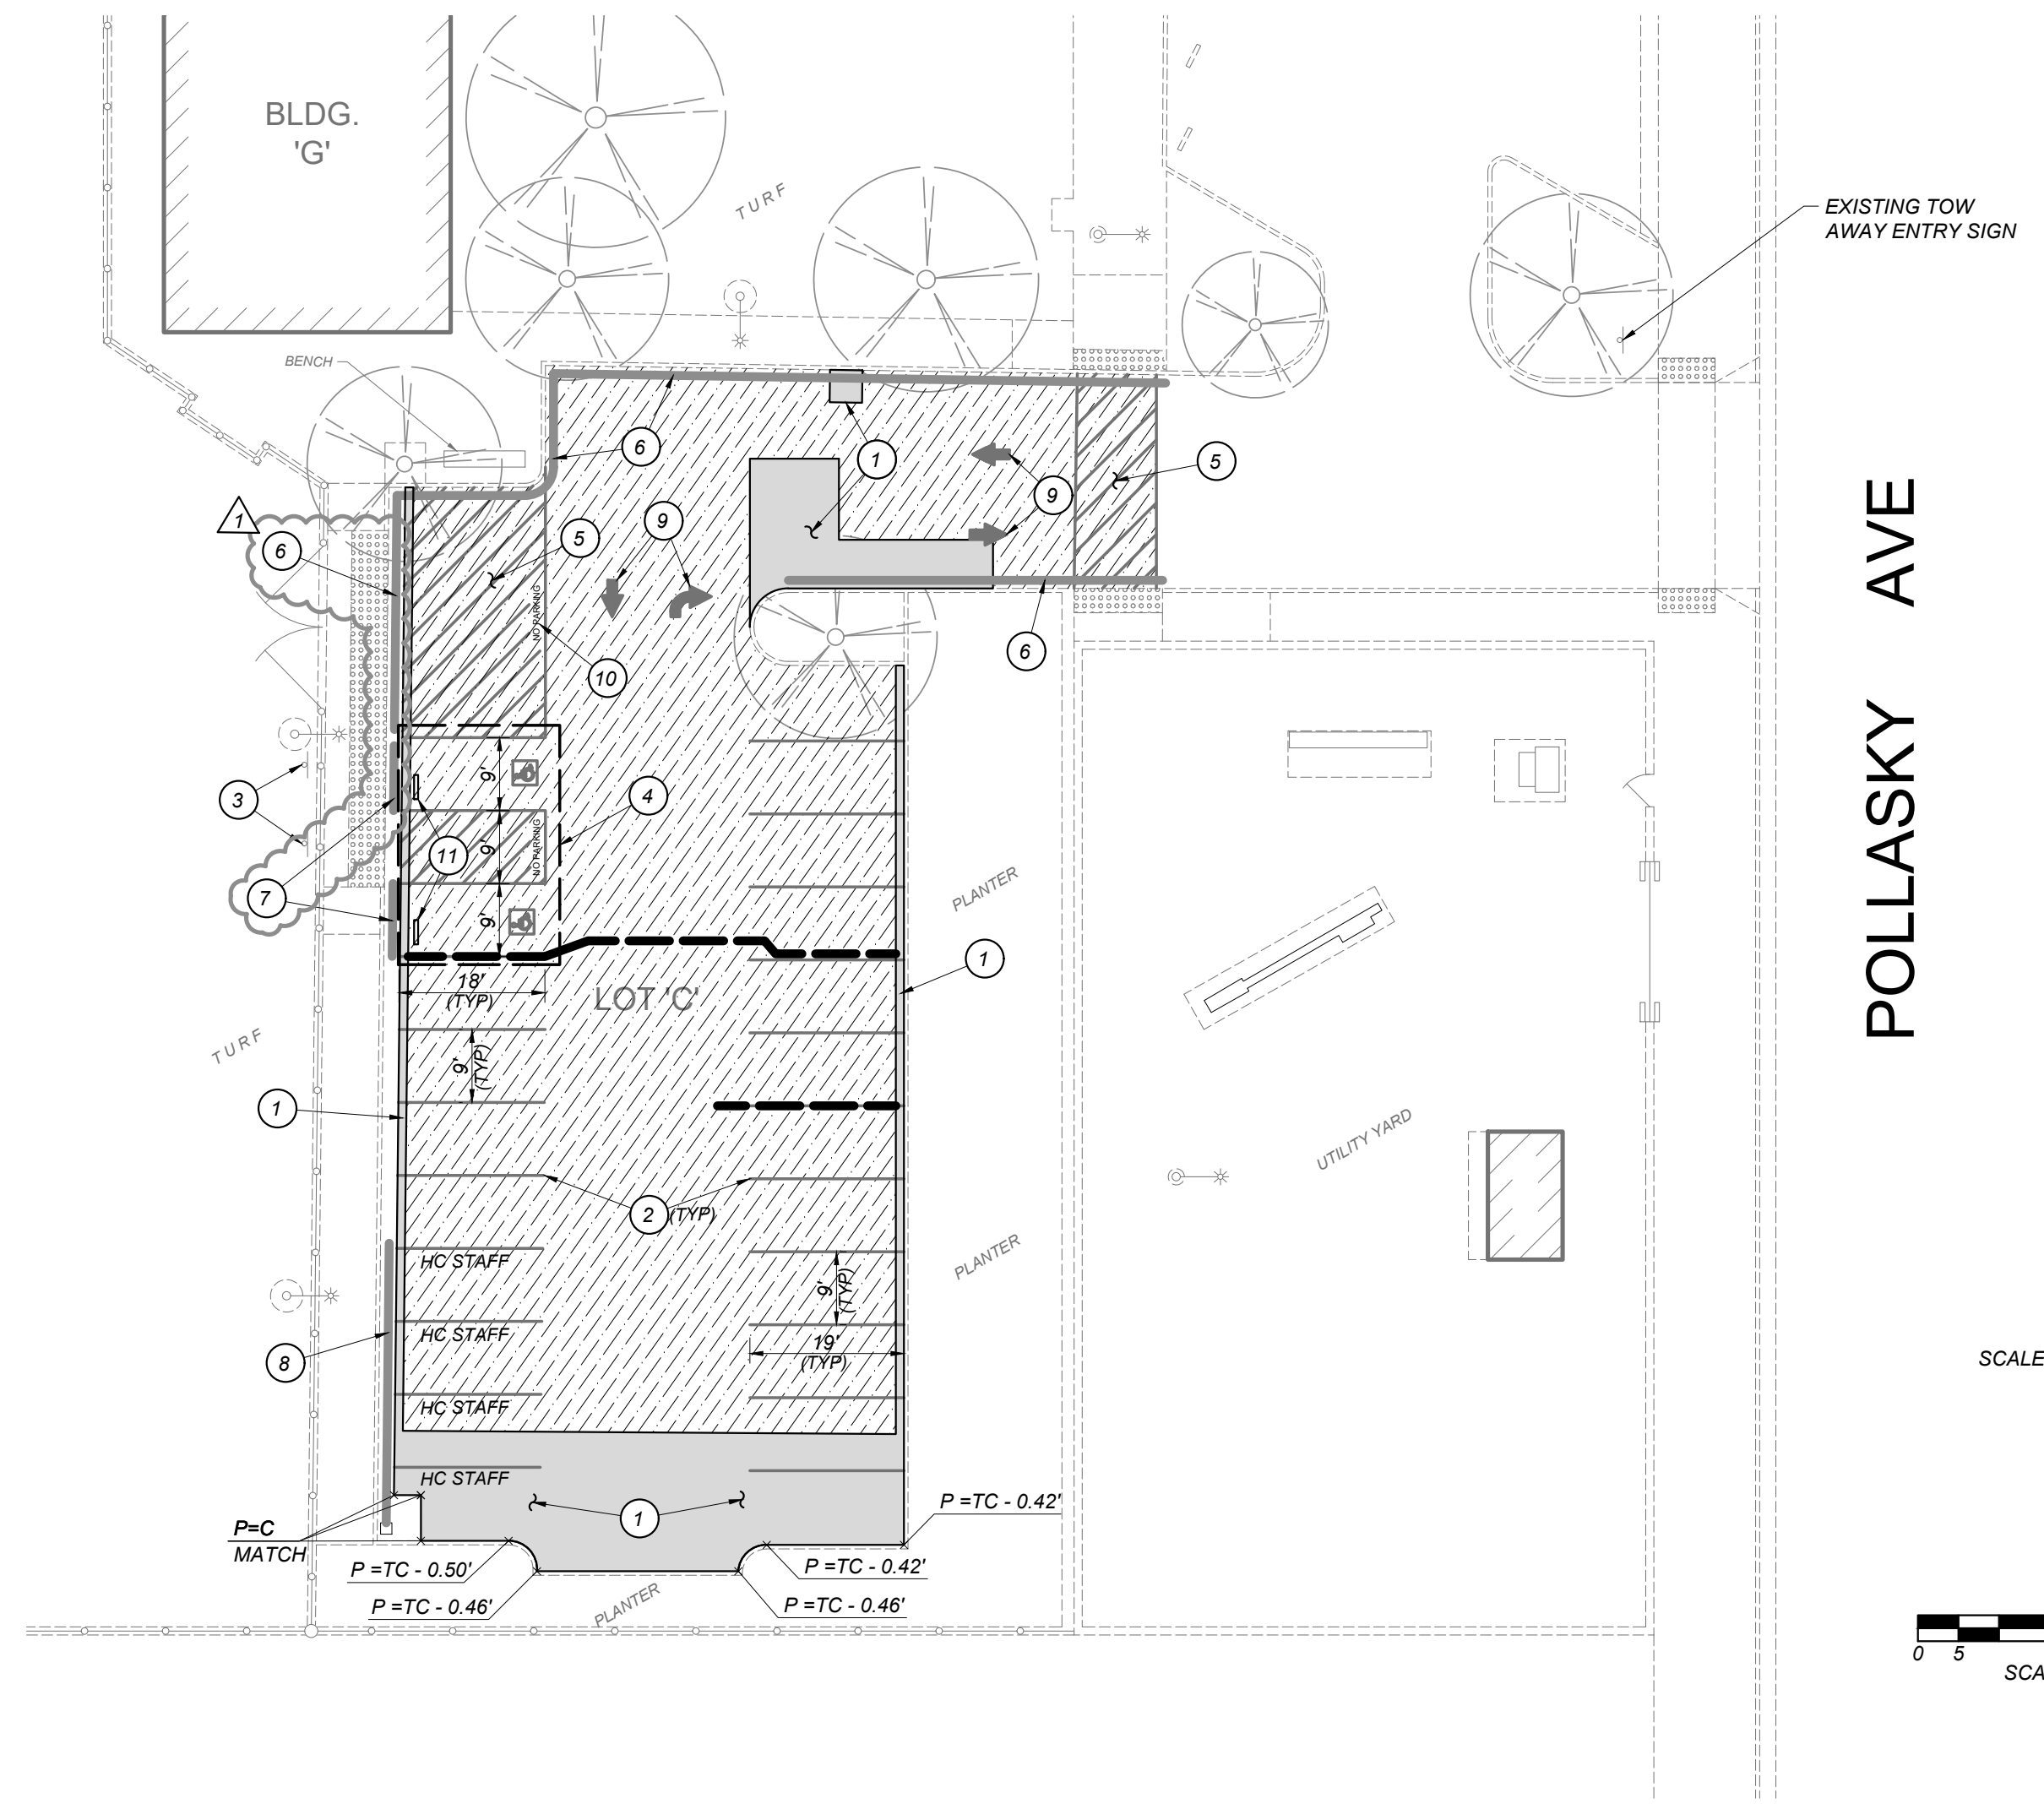 BLDG.
'G'
TURF
EXISTING TOW
AWAY ENTRY SIGN
BENCH
6
1
5
9
1
6
5
9
NO PARKING
10
6
POLLASKY AVE
3
9'
4
9'
NO PARKING
11
7
9'
PLANTER
1
18'
(TYP)
LOT 'C'
TURF
9'
(TYP)
1
UTILITY YARD
2
(TYP)
PLANTER
HC STAFF
9'
(TYP)
HC STAFF
19'
(TYP)
8
SCALE
HC STAFF
HC STAFF
1
P =TC - 0.42'
P=C
MATCH
P =TC - 0.50'
P =TC - 0.42'
P =TC - 0.46'
PLANTER
P =TC - 0.46'
0 5
SCA